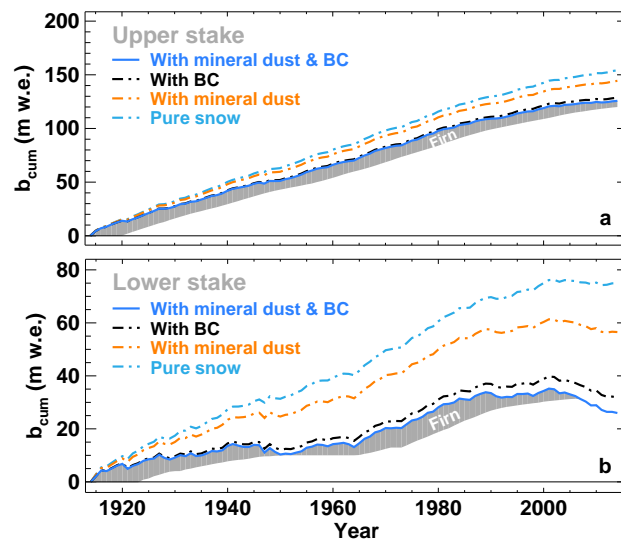 200
150
100
50
0
b_cum (m w.e.)
Upper stake
With mineral dust & BC
With BC
With mineral dust
Pure snow
Firn
a
80
60
40
20
0
b_cum (m w.e.)
Lower stake
With mineral dust & BC
With BC
With mineral dust
Pure snow
Firn
b
1920 1940 1960 1980 2000
Year